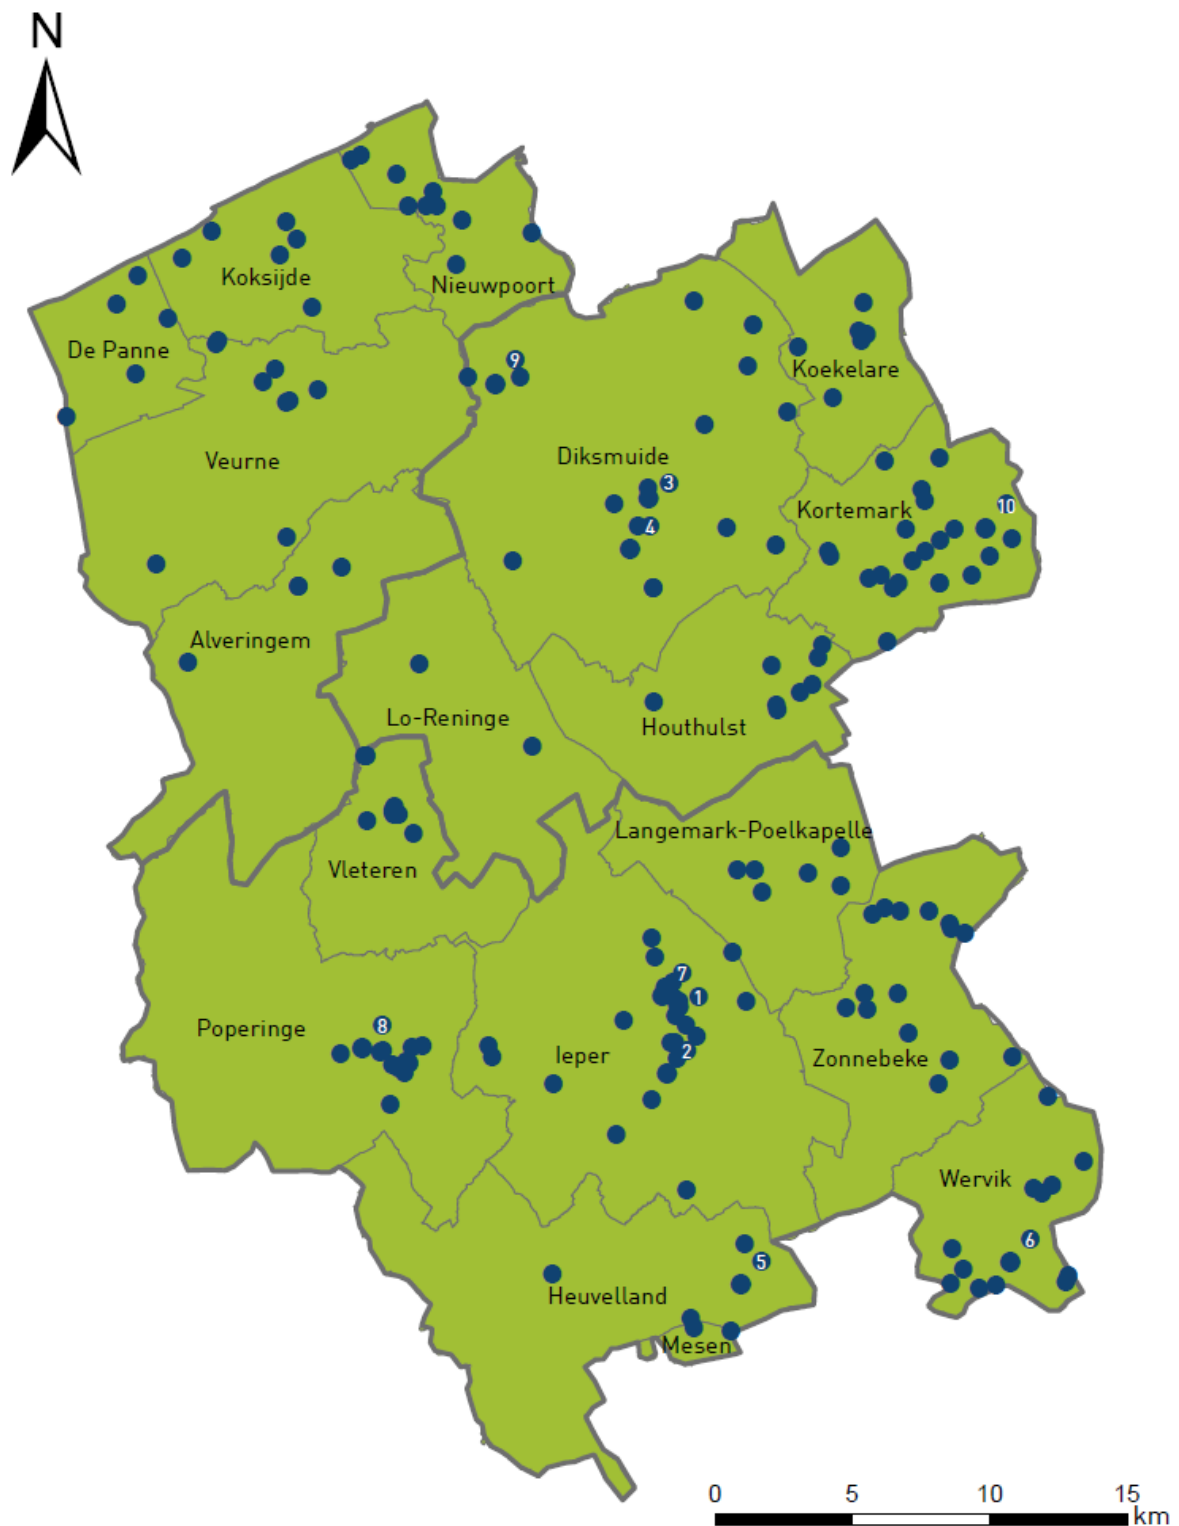 N
Koksijde
Nieuwpoort
De Panne
9
Koekelare
Veurne
Diksmuide
3
Kortemark
10
4
Alveringem
Lo-Reninge
Houthulst
Langemark-Poelkapelle
Vleteren
7
1
8
Poperinge
2
Ieper
Zonnebeke
Wervik
6
5
Heuvelland
Mesen
0 5 10 15
km